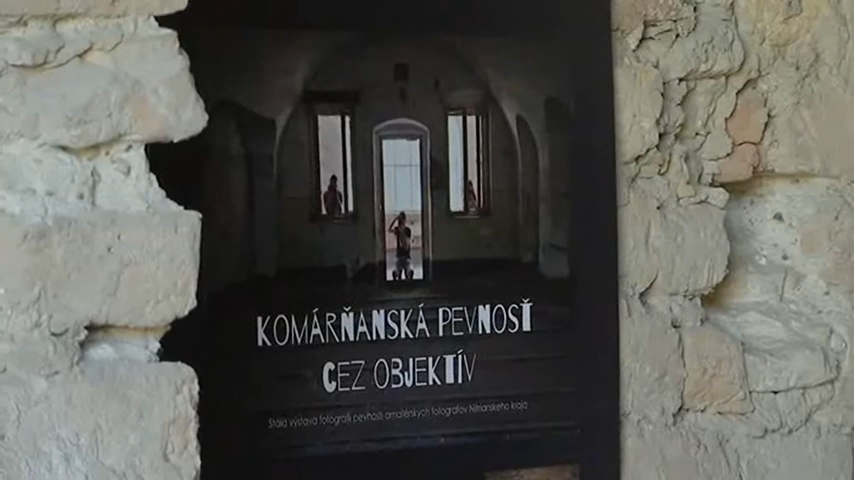 KOMÁRŇANSKÁ PEVNOSŤ
CEZ OBJEKTÍV
Stála výstava fotografií pevnosti amatérskych fotografov Nitrianskeho kraja